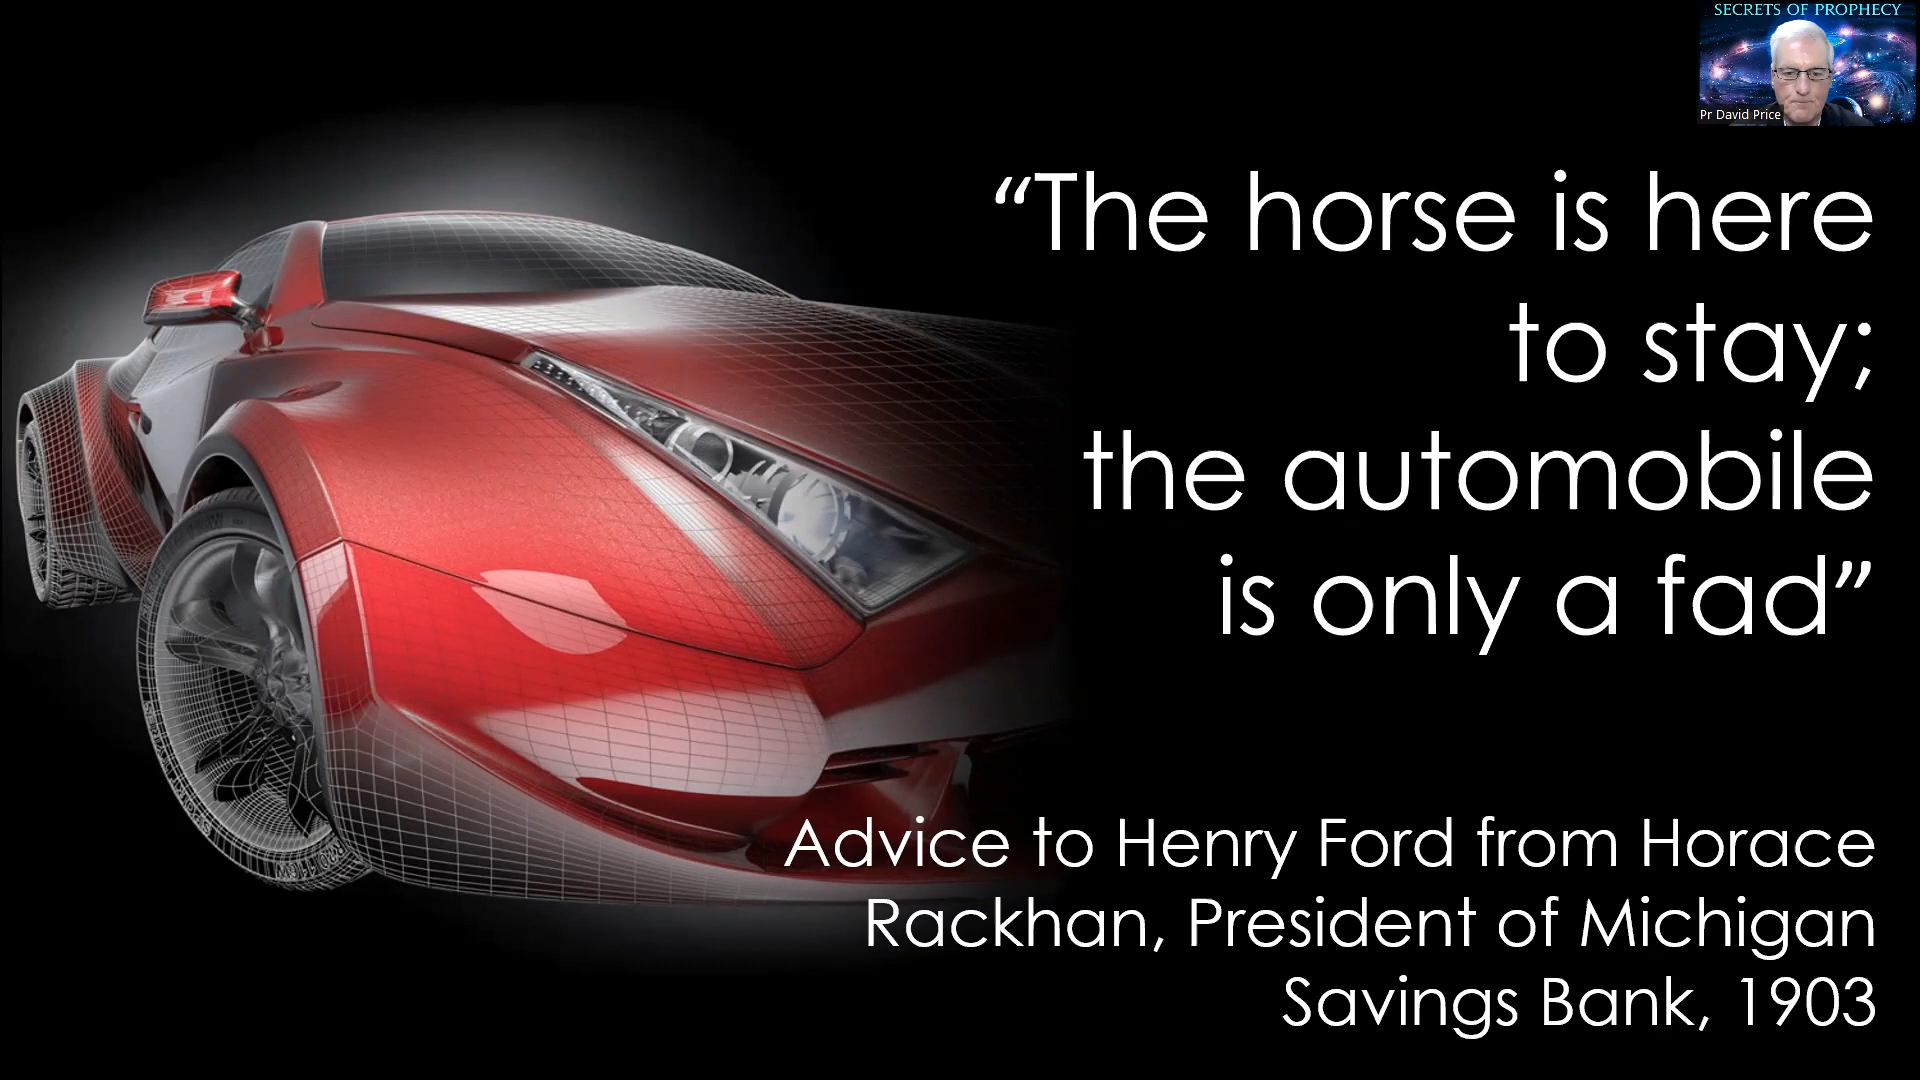 SECRETS OF PROPHECY
Pr David Price
“The horse is here
to stay;
the automobile
is only a fad”
Advice to Henry Ford from Horace
Rackhan, President of Michigan
Savings Bank, 1903